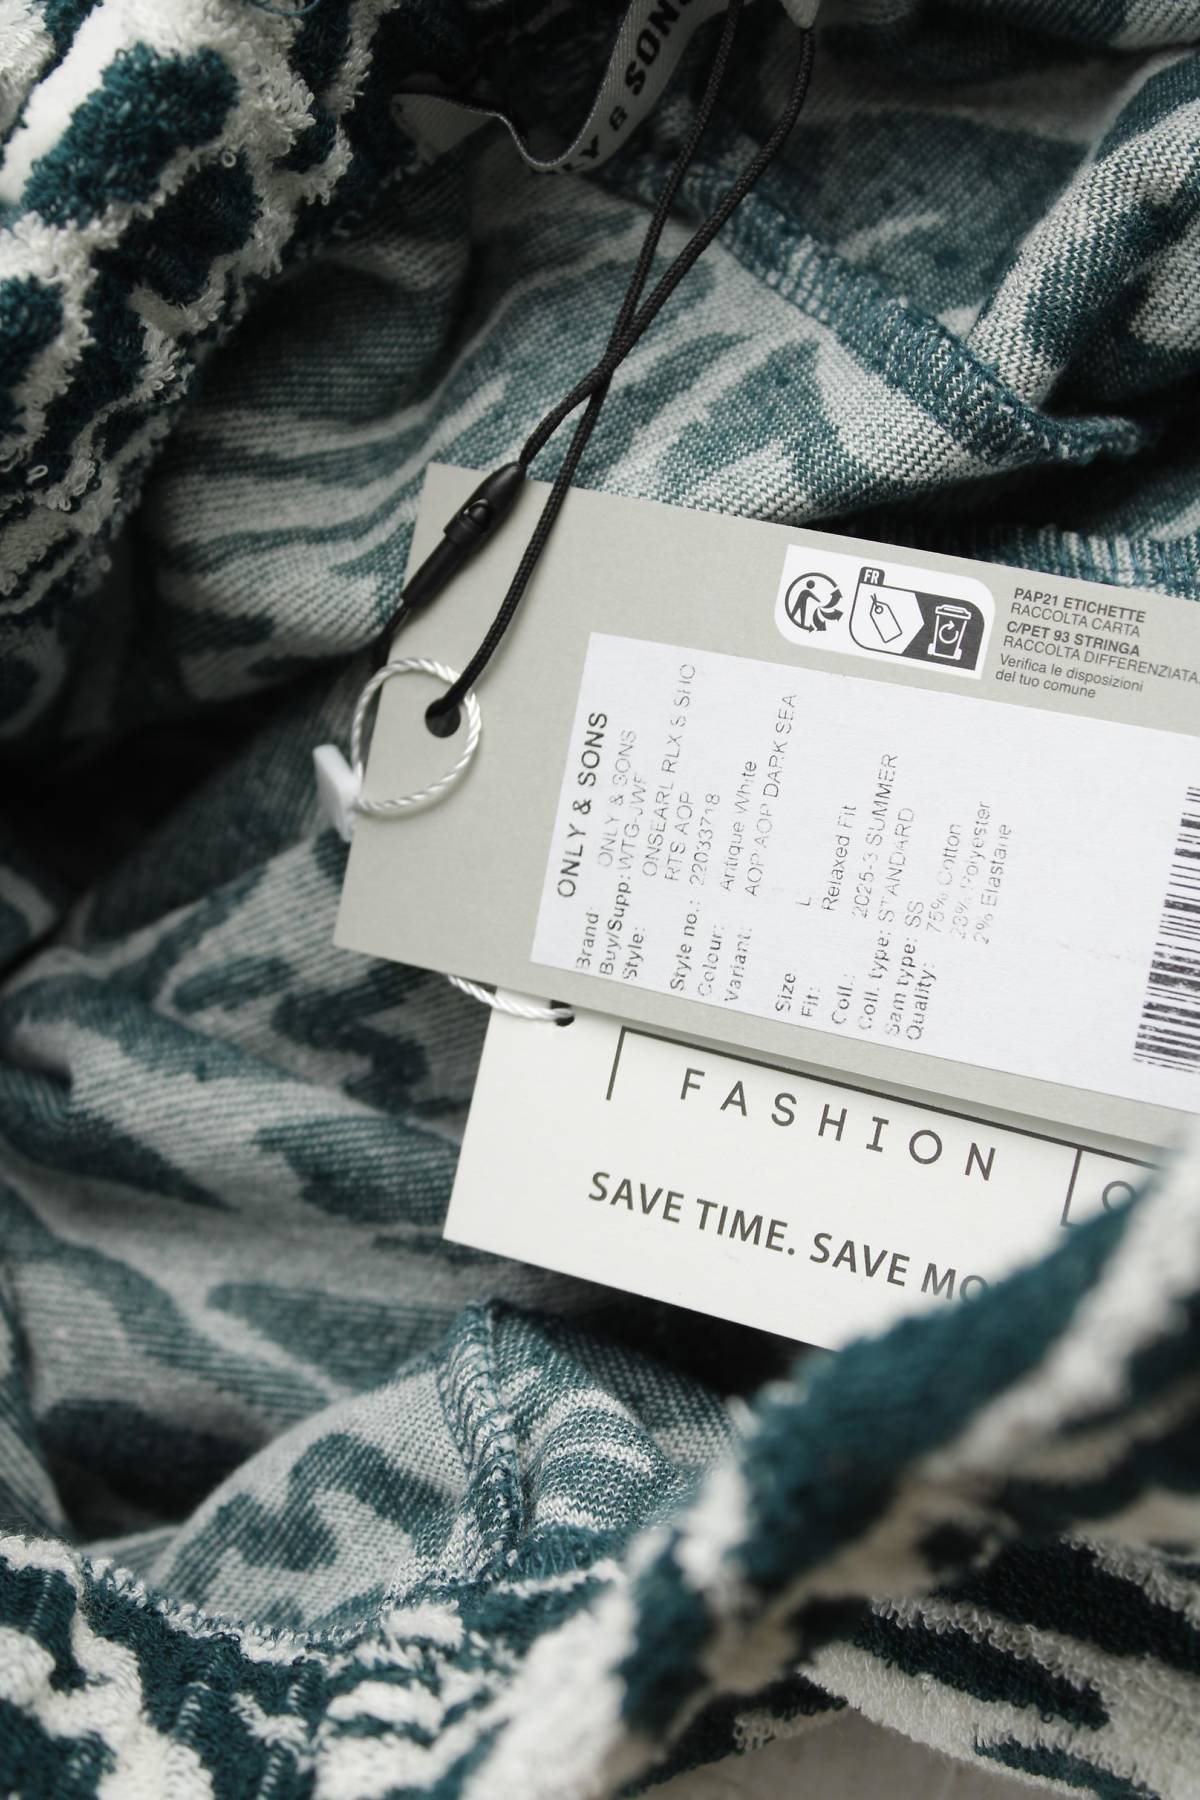 & SONS
FR
PAP21 ETICHETTE
RACCOLTA CARTA
C/PET 93 STRINGA
RACCOLTA DIFFERENZIATA.
Verifica le disposizioni
del tuo comune
ONLY & SONS
Brand: ONLY & SONS
Buy/Supp: WTG-JWF
Style: ONSEARL RLX S SHO
RTS AOP
Style no.: 22033718
Colour: Antique White
Variant: AOP:AOP DARK SEA
Size L
Fit: Relaxed Fit
Coll.: 2025-3 SUMMER
Coll. type: STANDARD
Sam type: SS
Quality: 75% Cotton
23% Polyester
2% Elastane
FASHION
SAVE TIME. SAVE